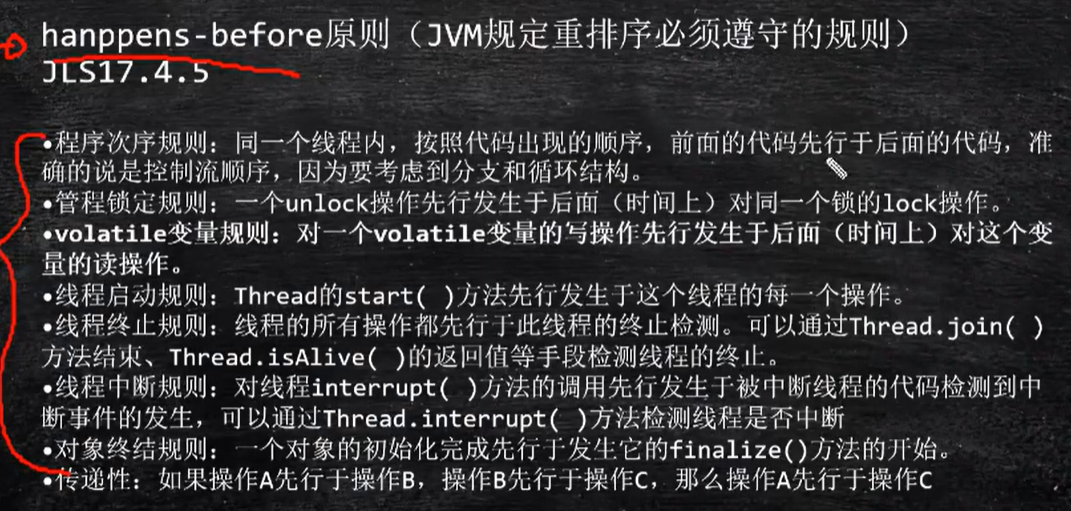 hanppens-before原则（JVM规定重排序必须遵守的规则）
JLS17.4.5
•程序次序规则：同一个线程内，按照代码出现的顺序，前面的代码先行于后面的代码，准
确的说是控制流顺序，因为要考虑到分支和循环结构。
•管程锁定规则：一个unlock操作先行发生于后面（时间上）对同一个锁的lock操作。
•volatile变量规则：对一个volatile变量的写操作先行发生于后面（时间上）对这个变
量的读操作。
•线程启动规则：Thread的start( )方法先行发生于这个线程的每一个操作。
•线程终止规则：线程的所有操作都先行于此线程的终止检测。可以通过Thread.join( )
方法结束、Thread.isAlive( )的返回值等手段检测线程的终止。
•线程中断规则：对线程interrupt( )方法的调用先行发生于被中断线程的代码检测到中
断事件的发生，可以通过Thread.interrupt( )方法检测线程是否中断
•对象终结规则：一个对象的初始化完成先行于发生它的finalize()方法的开始。
•传递性：如果操作A先行于操作B，操作B先行于操作C，那么操作A先行于操作C